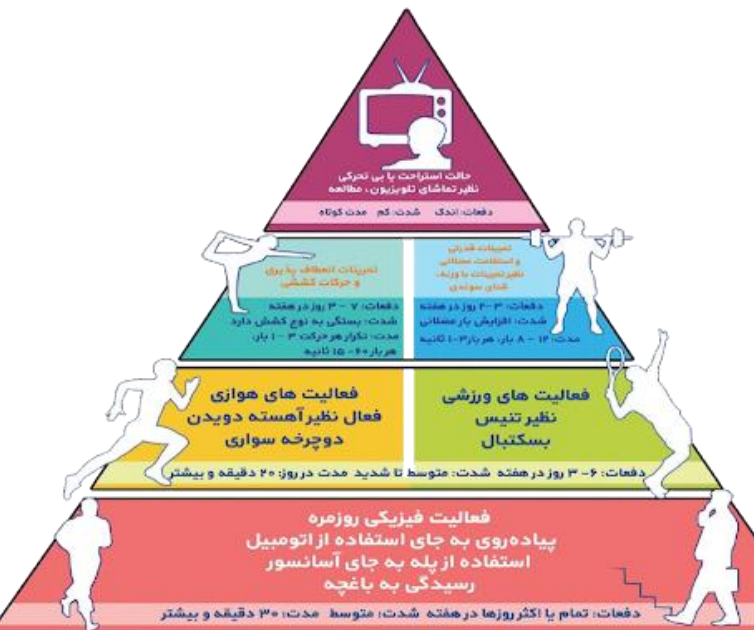 حالت استراحت یا بی تحرکی
نظیر تماشای تلویزیون، مطالعه
دفعات: اندک شدت: کم مدت کوتاه
تمرینات قدرتی
و استقامت عضلانی
نظیر تمرینات با وزنه،
شنای سوئدی
دفعات: ۳-۲ روز در هفته
شدت: افزایش بار عضلانی
مدت: ۱۲ - ۸ بار، هر بار ۳-۱ ثانیه
تمرینات انعطاف پذیری
و حرکات کششی
دفعات: ۷ - ۳ روز در هفته
شدت: بستگی به نوع کشش دارد
مدت: تکرار هر حرکت ۳ - ۱ بار،
هر بار ۶۰- ۱۵ ثانیه
فعالیت های ورزشی
نظیر تنیس
بسکتبال
فعالیت های هوازی
فعال نظیر آهسته دویدن
دوچرخه سواری
دفعات: ۶- ۳ روز در هفته شدت: متوسط تا شدید مدت در روز: ۲۰ دقیقه و بیشتر
فعالیت فیزیکی روزمره
پیاده‌روی به جای استفاده از اتومبیل
استفاده از پله به جای آسانسور
رسیدگی به باغچه
دفعات: تمام یا اکثر روزها در هفته شدت: متوسط مدت: ۳۰ دقیقه و بیشتر